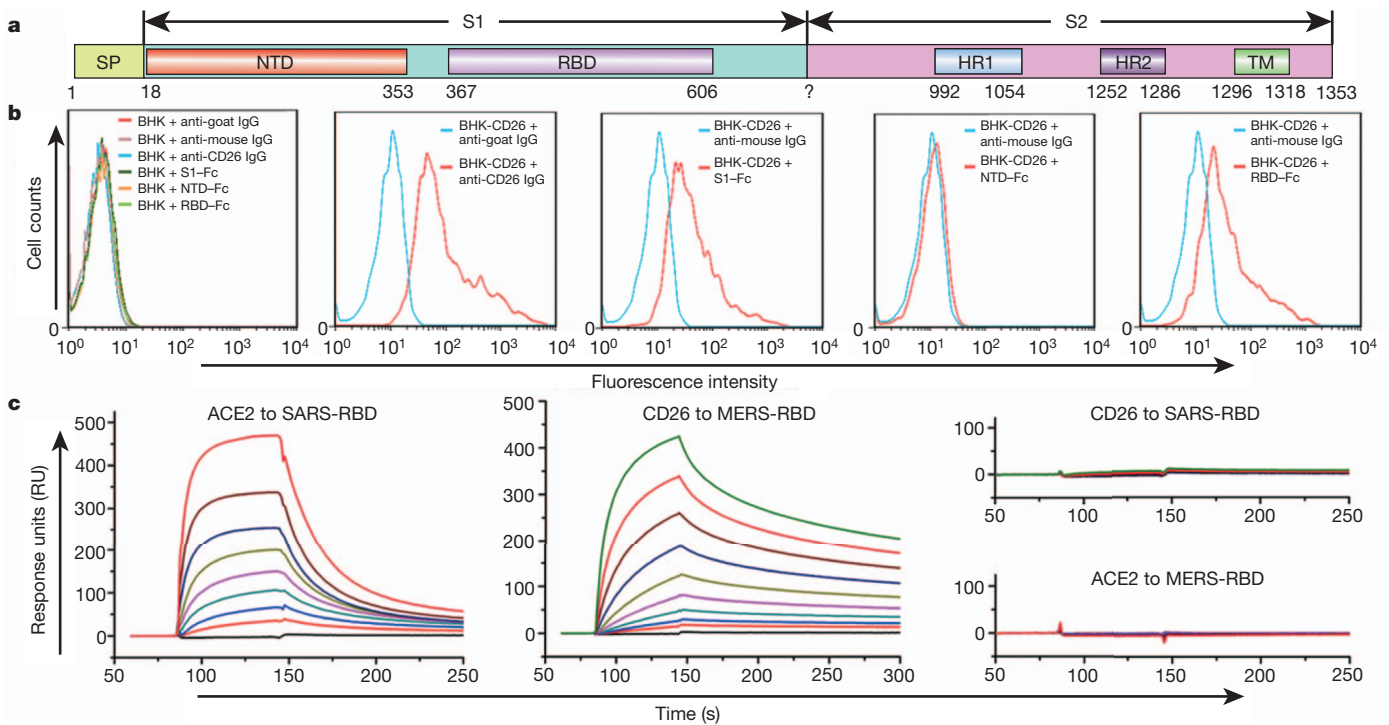 a
S1
S2
SP
NTD
RBD
HR1
HR2
TM
1
18
353
367
606
?
992
1054
1252
1286
1296
1318
1353
b
Cell counts
BHK + anti-goat IgG
BHK + anti-mouse IgG
BHK + anti-CD26 IgG
BHK + S1–Fc
BHK + NTD–Fc
BHK + RBD–Fc
0
10⁰ 10¹ 10² 10³ 10⁴
BHK-CD26 +
anti-goat IgG
BHK-CD26 +
anti-CD26 IgG
0
10⁰ 10¹ 10² 10³ 10⁴
BHK-CD26 +
anti-mouse IgG
BHK-CD26 +
S1–Fc
0
10⁰ 10¹ 10² 10³ 10⁴
BHK-CD26 +
anti-mouse IgG
BHK-CD26 +
NTD–Fc
0
10⁰ 10¹ 10² 10³ 10⁴
BHK-CD26 +
anti-mouse IgG
BHK-CD26 +
RBD–Fc
0
10⁰ 10¹ 10² 10³ 10⁴
Fluorescence intensity
c
Response units (RU)
ACE2 to SARS-RBD
500
400
300
200
100
0
50 100 150 200 250
CD26 to MERS-RBD
500
400
300
200
100
0
50 100 150 200 250 300
CD26 to SARS-RBD
100
0
50 100 150 200 250
ACE2 to MERS-RBD
100
0
50 100 150 200 250
Time (s)